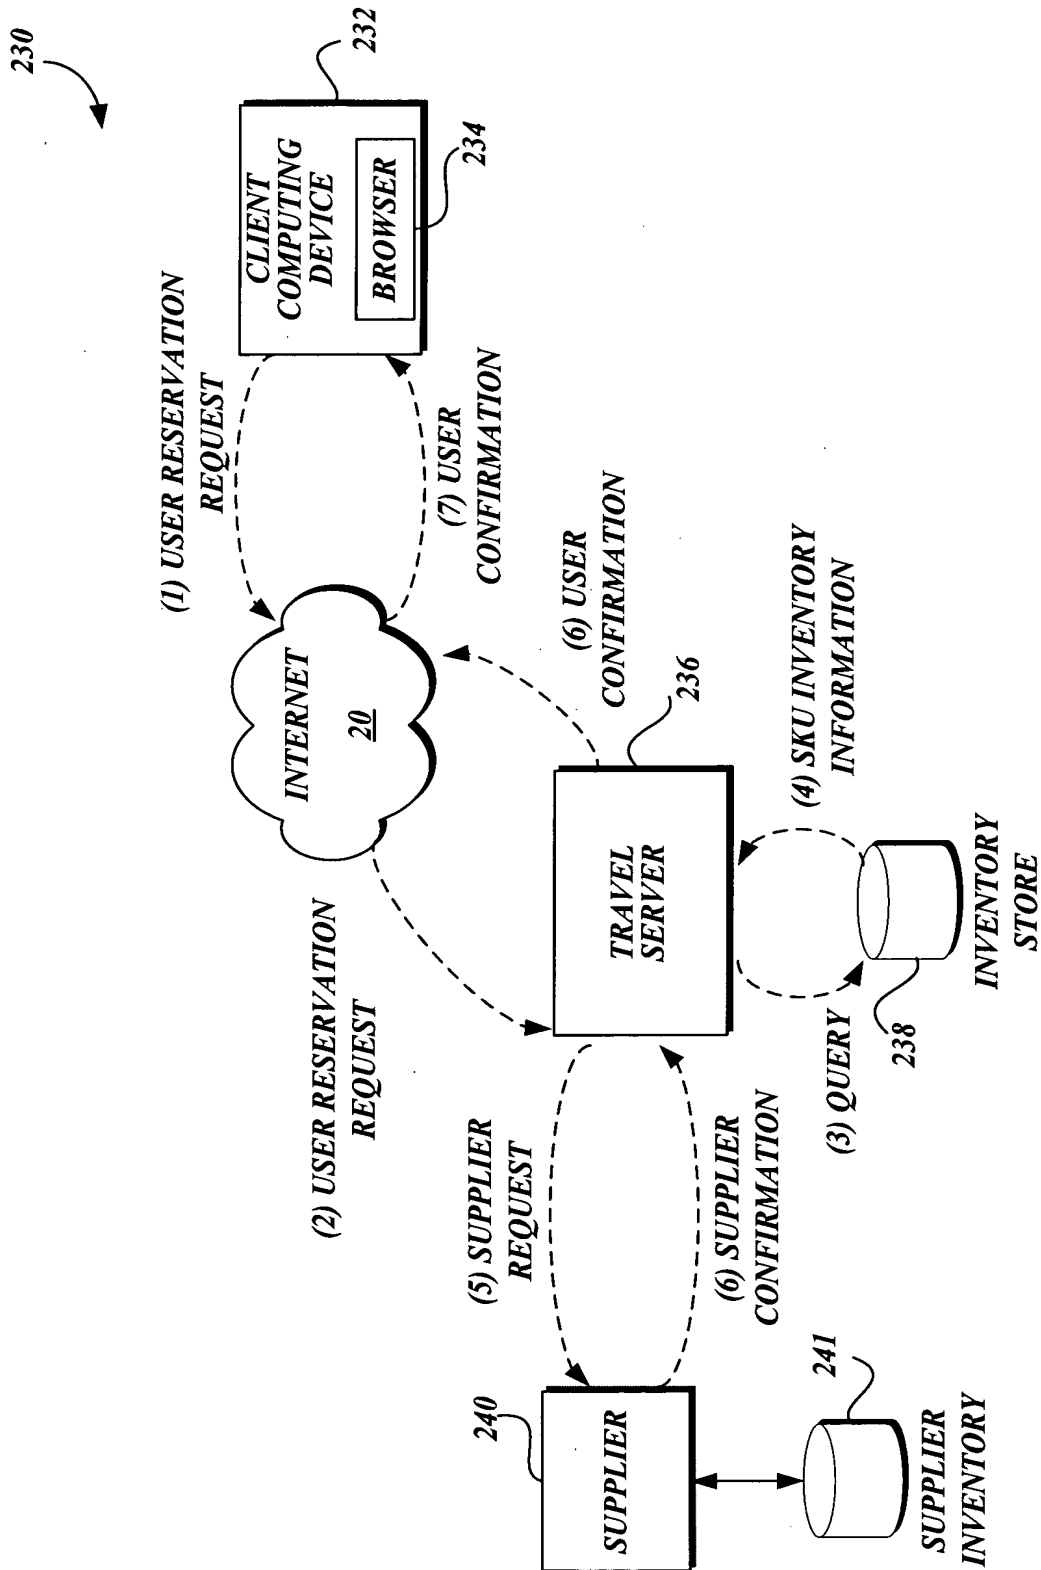 230
232
CLIENT
COMPUTING
DEVICE
BROWSER
234
(1) USER RESERVATION
REQUEST
(7) USER
CONFIRMATION
INTERNET
20
(6) USER
CONFIRMATION
236
(2) USER RESERVATION
REQUEST
TRAVEL
SERVER
(4) SKU INVENTORY
INFORMATION
(3) QUERY
238
INVENTORY
STORE
(5) SUPPLIER
REQUEST
(6) SUPPLIER
CONFIRMATION
240
SUPPLIER
241
SUPPLIER
INVENTORY